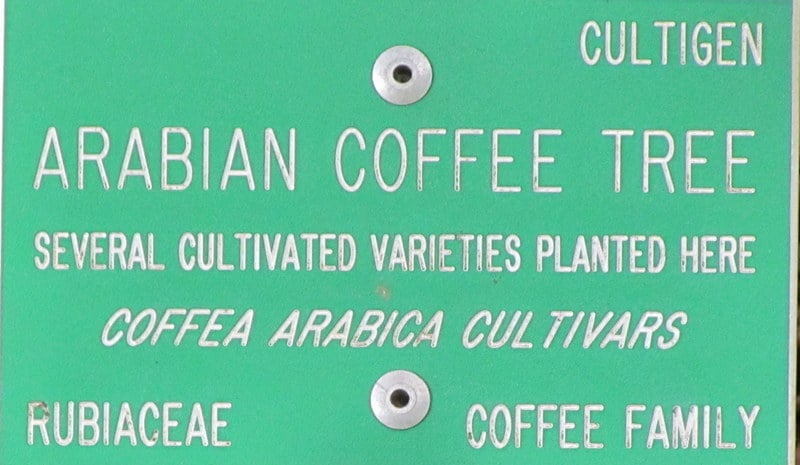 CULTIGEN
ARABIAN COFFEE TREE
SEVERAL CULTIVATED VARIETIES PLANTED HERE
COFFEA ARABICA CULTIVARS
RUBIACEAE COFFEE FAMILY